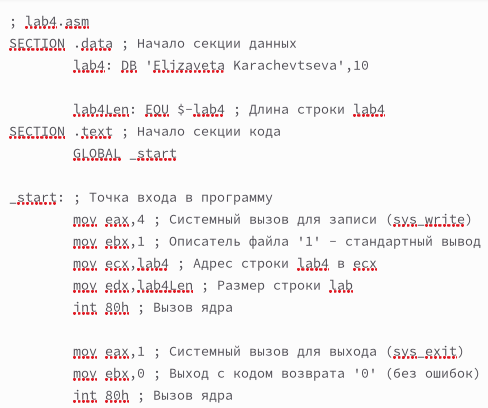 ; lab4.asm
SECTION .data ; Начало секции данных
lab4: DB 'Elizaveta Karachevtseva',10
lab4Len: EQU $-lab4 ; Длина строки lab4
SECTION .text ; Начало секции кода
GLOBAL _start
_start: ; Точка входа в программу
mov eax,4 ; Системный вызов для записи (sys_write)
mov ebx,1 ; Описатель файла '1' - стандартный вывод
mov ecx,lab4 ; Адрес строки lab4 в ecx
mov edx,lab4Len ; Размер строки lab
int 80h ; Вызов ядра
mov eax,1 ; Системный вызов для выхода (sys_exit)
mov ebx,0 ; Выход с кодом возврата '0' (без ошибок)
int 80h ; Вызов ядра